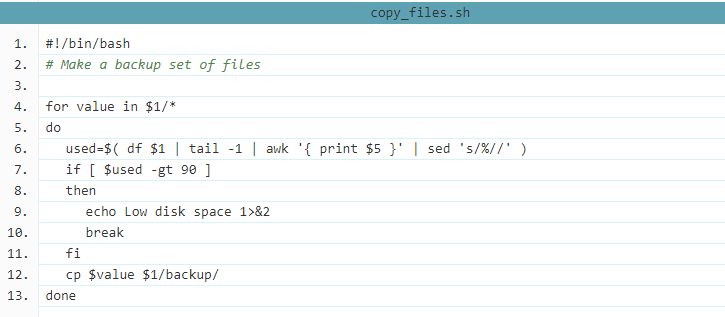 copy_files.sh
1. #!/bin/bash
2. # Make a backup set of files
3.
4. for value in $1/*
5. do
6. used=$( df $1 | tail -1 | awk '{ print $5 }' | sed 's/%//' )
7. if [ $used -gt 90 ]
8. then
9. echo Low disk space 1>&2
10. break
11. fi
12. cp $value $1/backup/
13. done